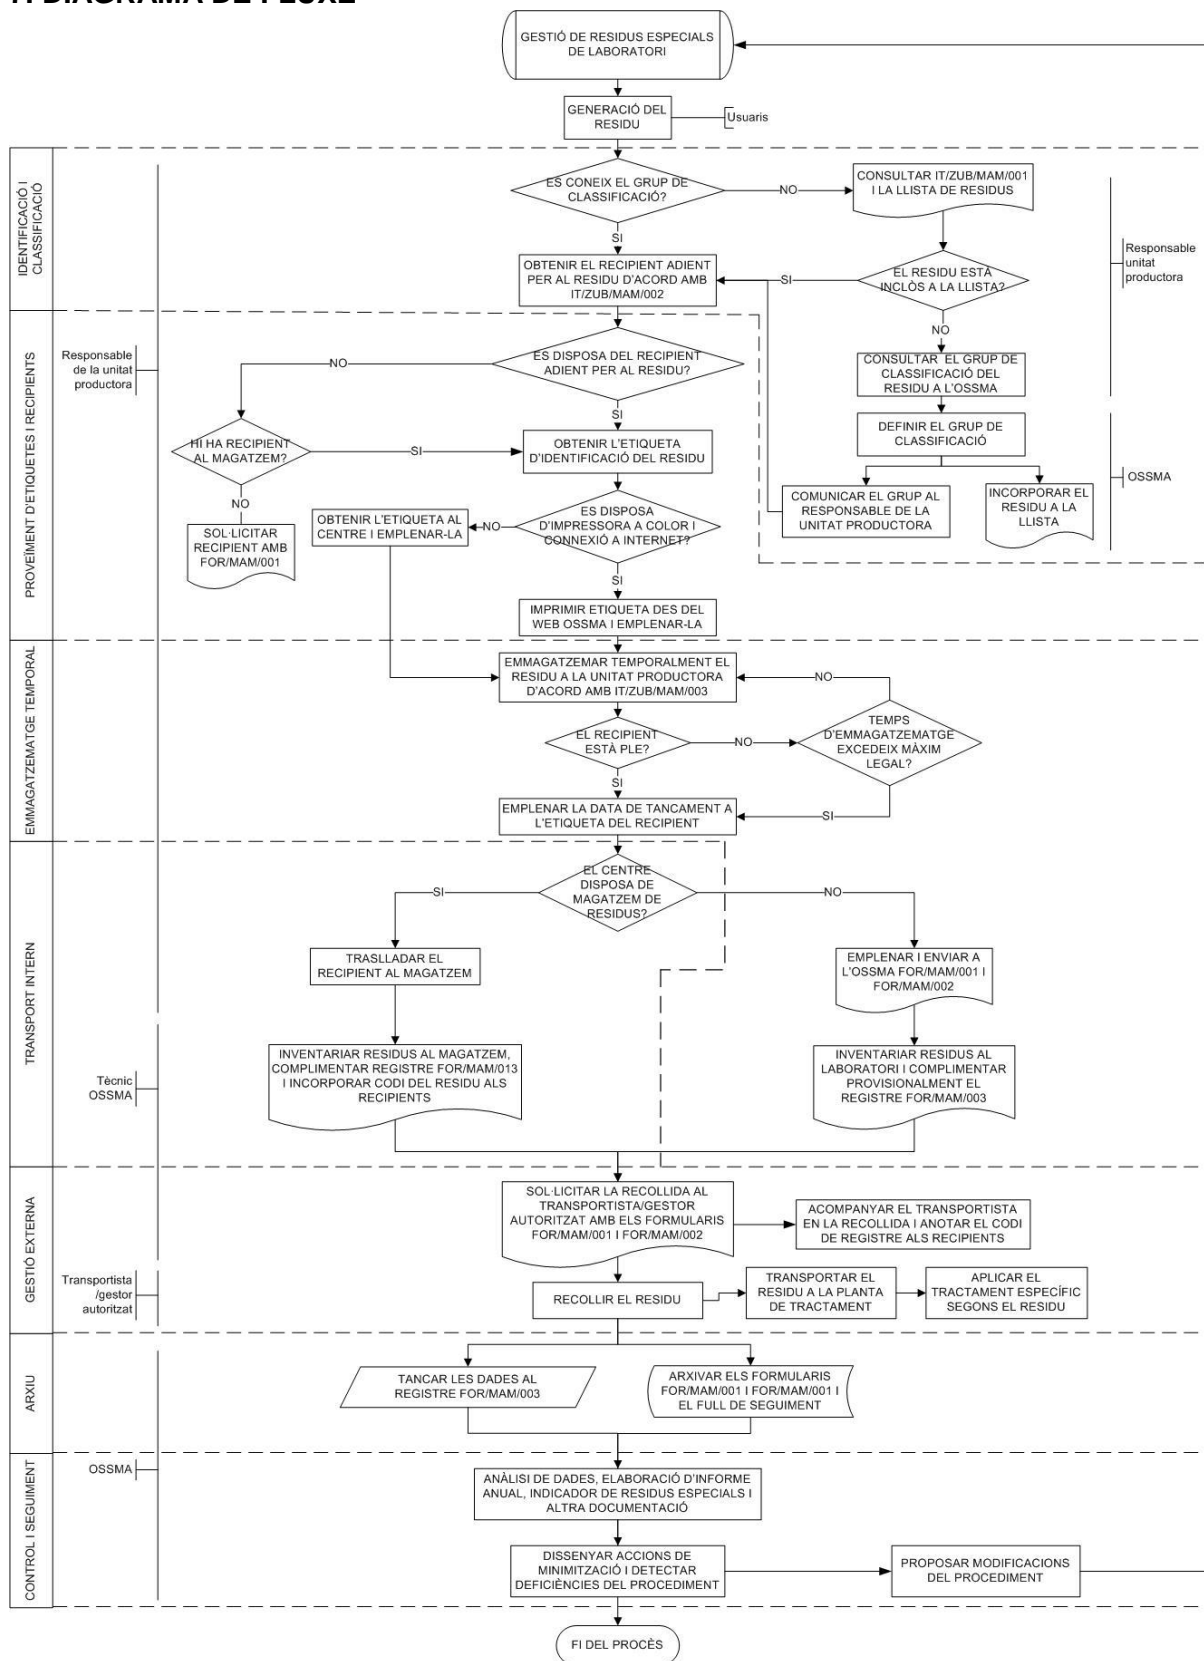 GESTIÓ DE RESIDUS ESPECIALS
DE LABORATORI
GENERACIÓ DEL
RESIDU
Usuaris
IDENTIFICACIÓ I
CLASSIFICACIÓ
ES CONEIX EL GRUP DE
CLASSIFICACIÓ?
NO
CONSULTAR IT/ZUB/MAM/001
I LA LLISTA DE RESIDUS
SI
Responsable
unitat
productora
OBTENIR EL RECIPIENT ADIENT
PER AL RESIDU D'ACORD AMB
IT/ZUB/MAM/002
SI
EL RESIDU ESTÀ
INCLÒS A LA LLISTA?
NO
PROVEÏMENT D'ETIQUETES I RECIPIENTS
Responsable
de la unitat
productora
NO
ES DISPOSA DEL RECIPIENT
ADIENT PER AL RESIDU?
CONSULTAR EL GRUP DE
CLASSIFICACIÓ DEL
RESIDU A L'OSSMA
SI
DEFINIR EL GRUP DE
CLASSIFICACIÓ
HI HA RECIPIENT
AL MAGATZEM?
SI
OBTENIR L'ETIQUETA
D'IDENTIFICACIÓ DEL RESIDU
OSSMA
NO
COMUNICAR EL GRUP AL
RESPONSABLE DE LA
UNITAT PRODUCTORA
INCORPORAR EL
RESIDU A LA
LLISTA
SOL·LICITAR
RECIPIENT AMB
FOR/MAM/001
OBTENIR L'ETIQUETA AL
CENTRE I EMPLENAR-LA
NO
ES DISPOSA
D'IMPRESSORA A COLOR I
CONNEXIÓ A INTERNET?
SI
IMPRIMIR ETIQUETA DES DEL
WEB OSSMA I EMPLENAR-LA
EMMAGATZEMATGE TEMPORAL
EMMAGATZEMAR TEMPORALMENT EL
RESIDU A LA UNITAT PRODUCTORA
D'ACORD AMB IT/ZUB/MAM/003
NO
EL RECIPIENT
ESTÀ PLE?
NO
TEMPS
D'EMMAGATZEMATGE
EXCEDEIX MÀXIM
LEGAL?
SI
EMPLENAR LA DATA DE TANCAMENT A
L'ETIQUETA DEL RECIPIENT
SI
TRANSPORT INTERN
SI
EL CENTRE
DISPOSA DE
MAGATZEM DE
RESIDUS?
NO
TRASLLADAR EL
RECIPIENT AL MAGATZEM
EMPLENAR I ENVIAR A
L'OSSMA FOR/MAM/001 I
FOR/MAM/002
Tècnic
OSSMA
INVENTARIAR RESIDUS AL MAGATZEM,
COMPLIMENTAR REGISTRE FOR/MAM/013
I INCORPORAR CODI DEL RESIDU ALS
RECIPIENTS
INVENTARIAR RESIDUS AL
LABORATORI I COMPLIMENTAR
PROVISIONALMENT EL
REGISTRE FOR/MAM/003
GESTIÓ EXTERNA
SOL·LICITAR LA RECOLLIDA AL
TRANSPORTISTA/GESTOR
AUTORITZAT AMB ELS FORMULARIS
FOR/MAM/001 I FOR/MAM/002
ACOMPANYAR EL TRANSPORTISTA
EN LA RECOLLIDA I ANOTAR EL CODI
DE REGISTRE ALS RECIPIENTS
Transportista
/gestor
autoritzat
RECOLLIR EL RESIDU
TRANSPORTAR EL
RESIDU A LA PLANTA
DE TRACTAMENT
APLICAR EL
TRACTAMENT ESPECÍFIC
SEGONS EL RESIDU
ARXIU
TANCAR LES DADES AL
REGISTRE FOR/MAM/003
ARXIVAR ELS FORMULARIS
FOR/MAM/001 I FOR/MAM/001 I
EL FULL DE SEGUIMENT
CONTROL I SEGUIMENT
OSSMA
ANÀLISI DE DADES, ELABORACIÓ D'INFORME
ANUAL, INDICADOR DE RESIDUS ESPECIALS I
ALTRA DOCUMENTACIÓ
DISSENYAR ACCIONS DE
MINIMITZACIÓ I DETECTAR
DEFICIÈNCIES DEL PROCEDIMENT
PROPOSAR MODIFICACIONS
DEL PROCEDIMENT
FI DEL PROCÈS